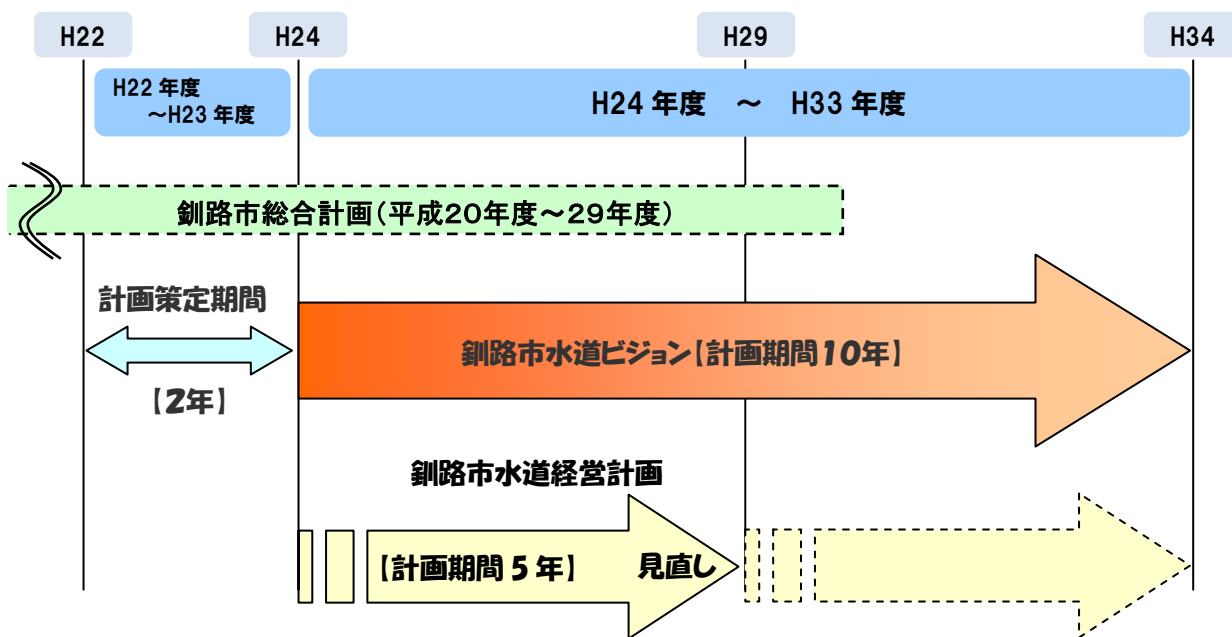 H22
H24
H29
H34
H22 年度
～H23 年度
H24 年度　～　H33 年度
釧路市総合計画（平成２０年度～２９年度）
計画策定期間
【2年】
釧路市水道ビジョン【計画期間10年】
釧路市水道経営計画
【計画期間 5 年】
見直し